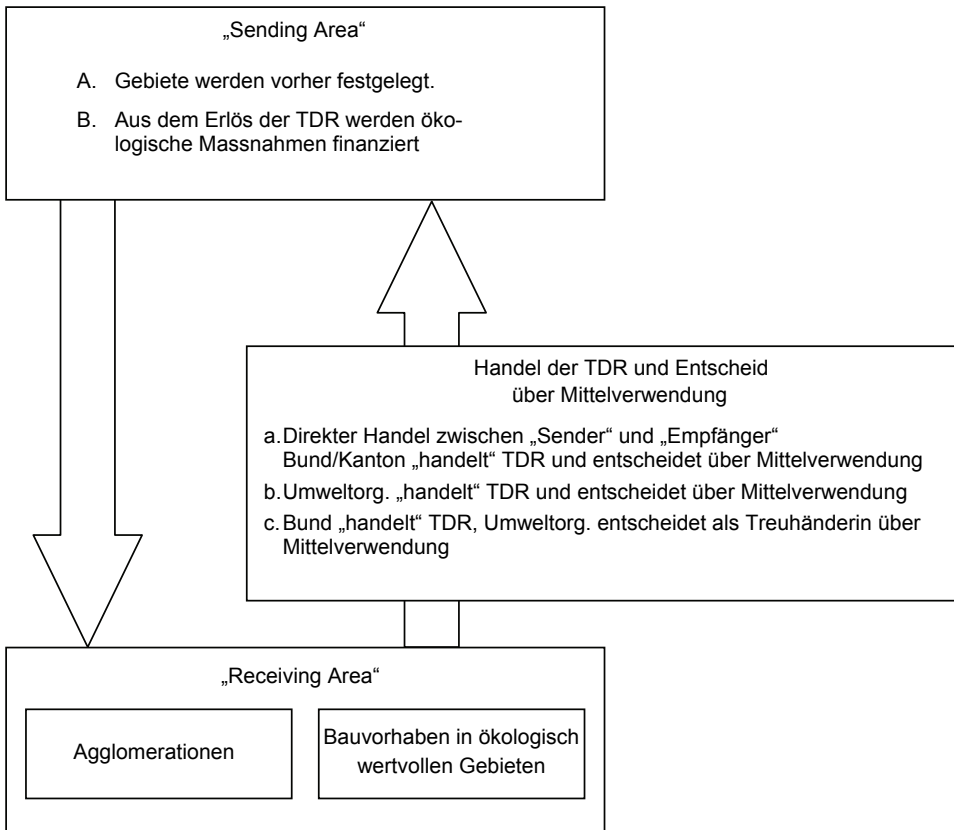 „Sending Area“
A. Gebiete werden vorher festgelegt.
B. Aus dem Erlös der TDR werden öko-
logische Massnahmen finanziert
Handel der TDR und Entscheid
über Mittelverwendung
a. Direkter Handel zwischen „Sender“ und „Empfänger“
Bund/Kanton „handelt“ TDR und entscheidet über Mittelverwendung
b. Umweltorg. „handelt“ TDR und entscheidet über Mittelverwendung
c. Bund „handelt“ TDR, Umweltorg. entscheidet als Treuhänderin über
Mittelverwendung
„Receiving Area“
Agglomerationen
Bauvorhaben in ökologisch
wertvollen Gebieten